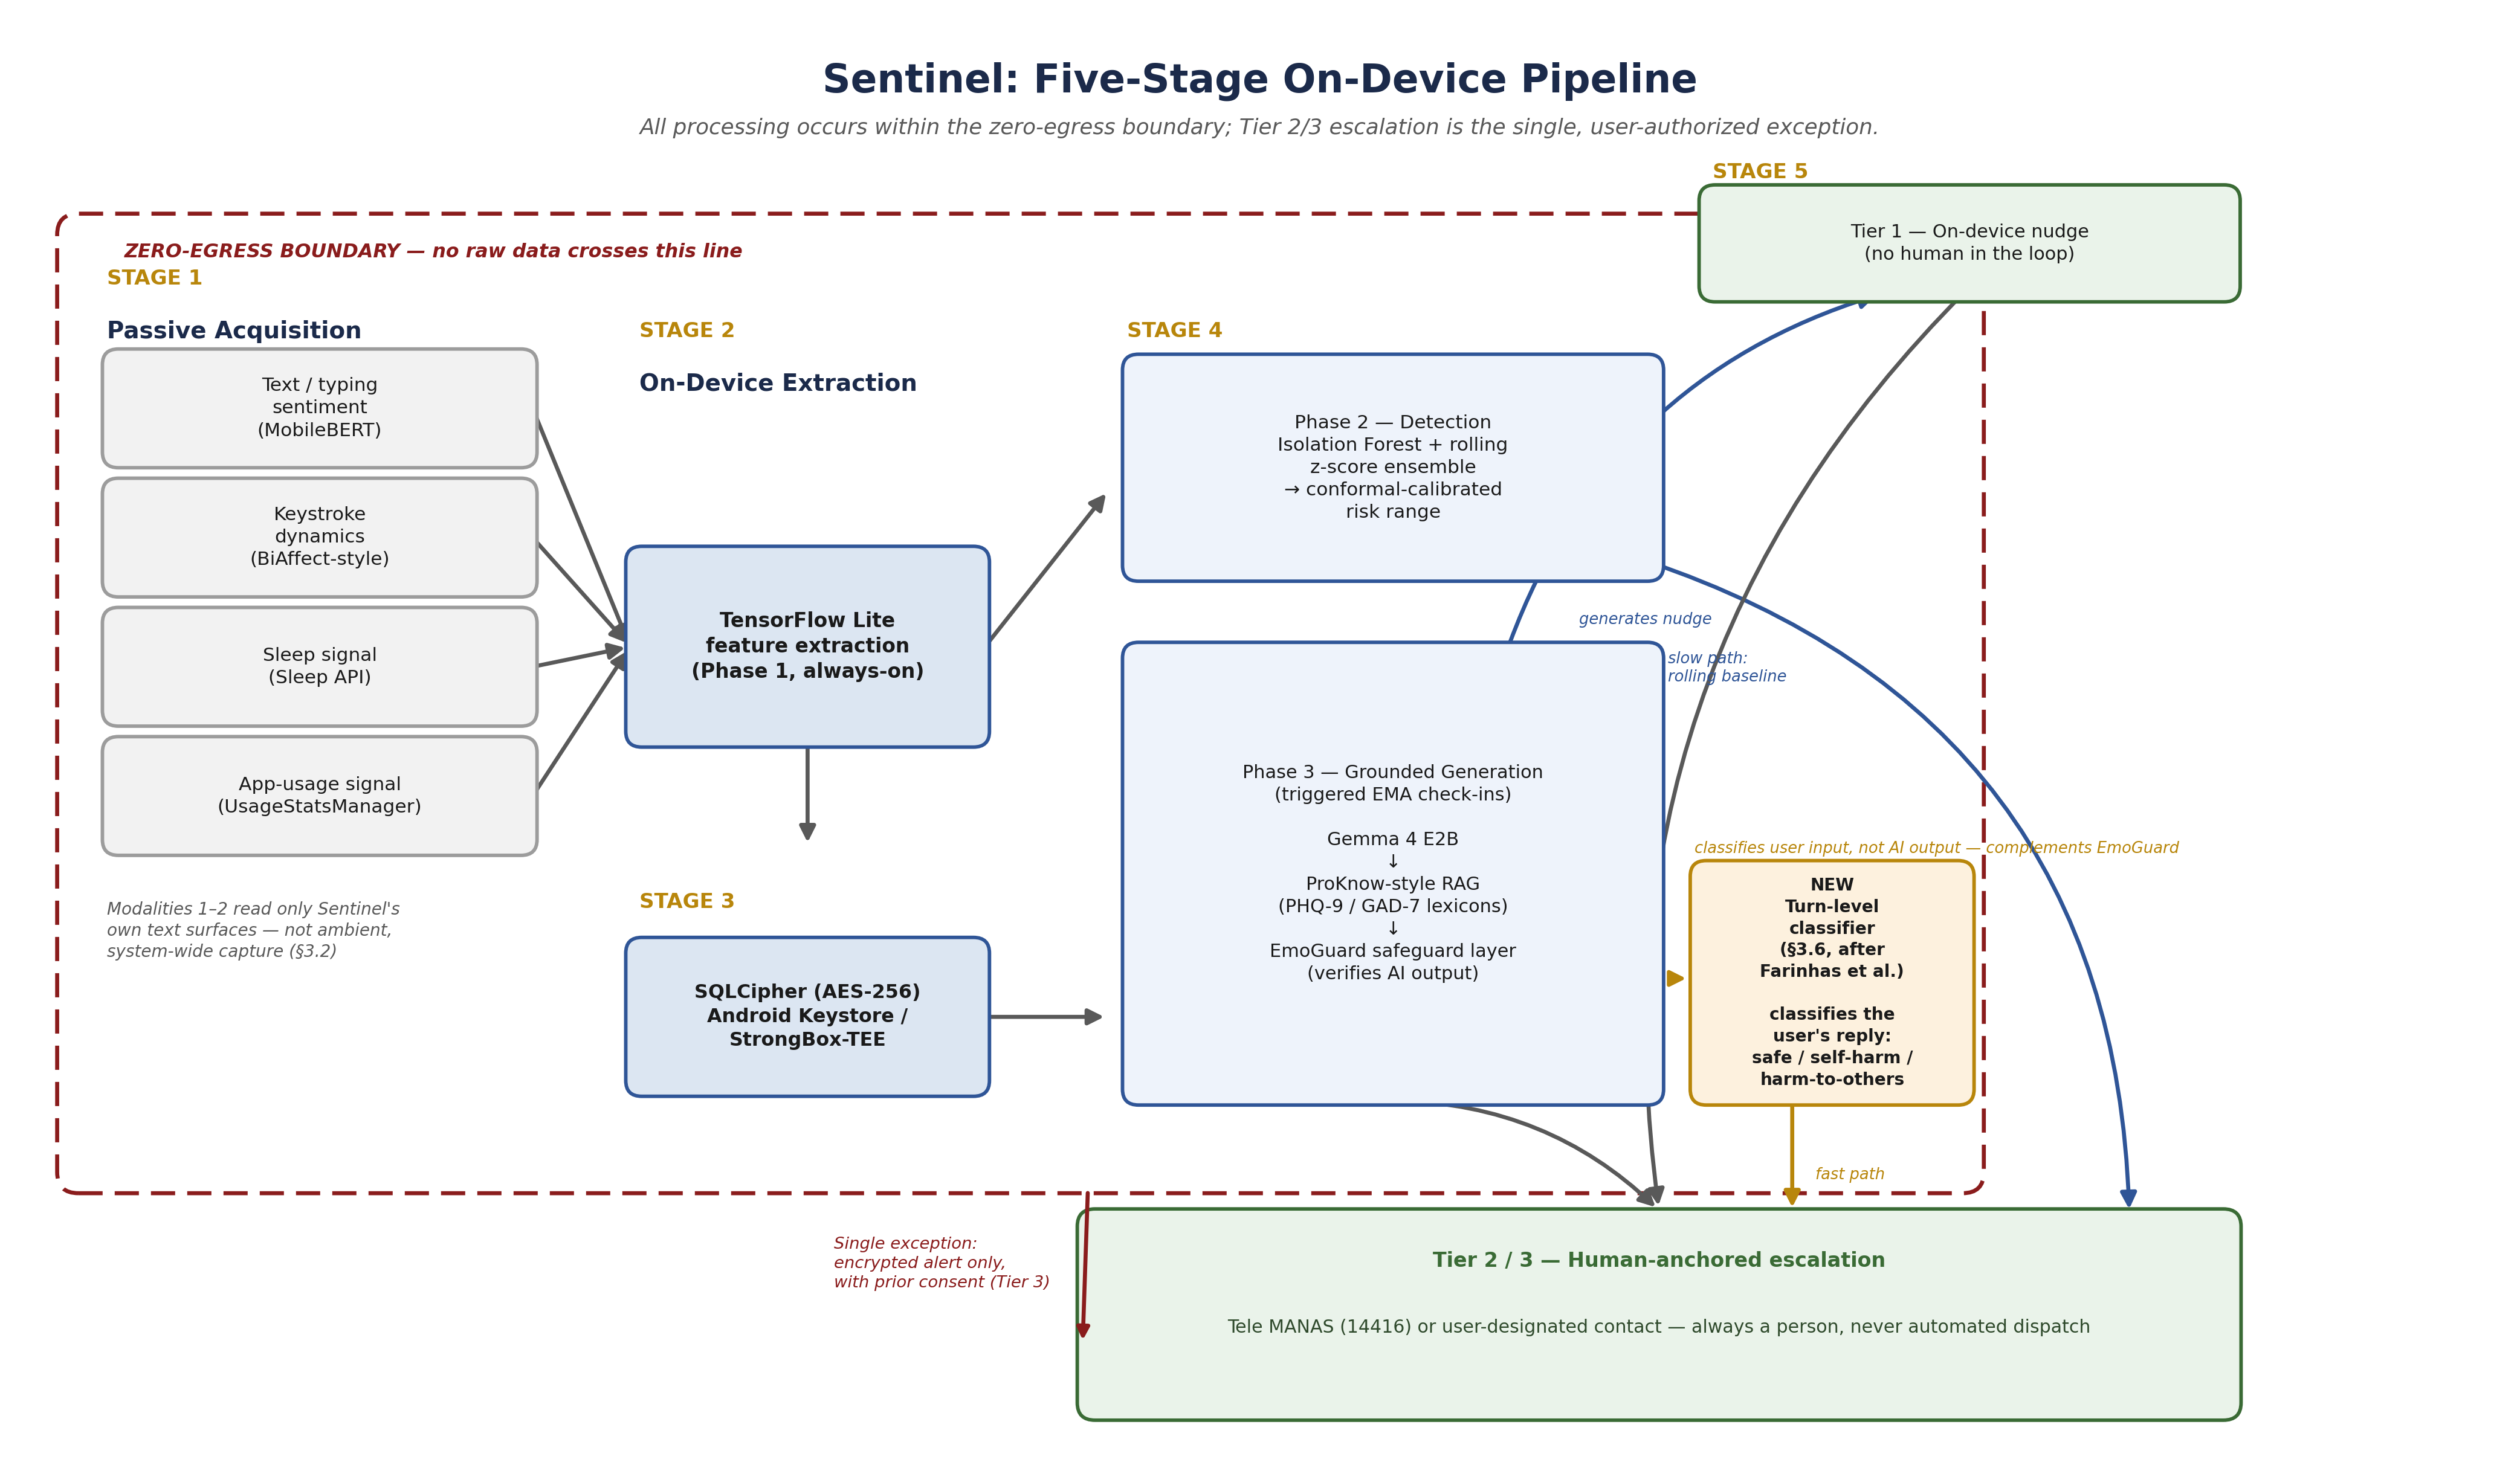 Sentinel: Five-Stage On-Device Pipeline
All processing occurs within the zero-egress boundary; Tier 2/3 escalation is the single, user-authorized exception.
STAGE 5
Tier 1 — On-device nudge
(no human in the loop)
ZERO-EGRESS BOUNDARY — no raw data crosses this line
STAGE 1
Passive Acquisition
Text / typing
sentiment
(MobileBERT)
Keystroke
dynamics
(BiAffect-style)
Sleep signal
(Sleep API)
App-usage signal
(UsageStatsManager)
Modalities 1–2 read only Sentinel's
own text surfaces — not ambient,
system-wide capture (§3.2)
STAGE 2
On-Device Extraction
TensorFlow Lite
feature extraction
(Phase 1, always-on)
STAGE 3
SQLCipher (AES-256)
Android Keystore /
StrongBox-TEE
STAGE 4
Phase 2 — Detection
Isolation Forest + rolling
z-score ensemble
→ conformal-calibrated
risk range
generates nudge
slow path:
rolling baseline
Phase 3 — Grounded Generation
(triggered EMA check-ins)
Gemma 4 E2B
↓
ProKnow-style RAG
(PHQ-9 / GAD-7 lexicons)
↓
EmoGuard safeguard layer
(verifies AI output)
classifies user input, not AI output — complements EmoGuard
NEW
Turn-level
classifier
(§3.6, after
Farinhas et al.)
classifies the
user's reply:
safe / self-harm /
harm-to-others
fast path
Single exception:
encrypted alert only,
with prior consent (Tier 3)
Tier 2 / 3 — Human-anchored escalation
Tele MANAS (14416) or user-designated contact — always a person, never automated dispatch